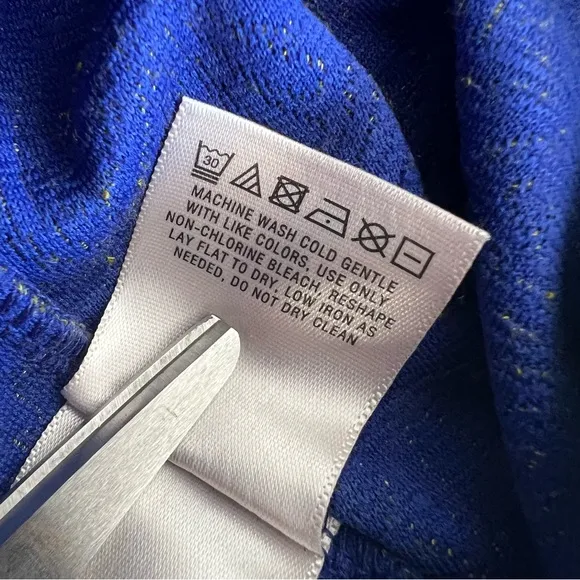 30
MACHINE WASH COLD GENTLE
WITH LIKE COLORS, USE ONLY
NON-CHLORINE BLEACH, RESHAPE
LAY FLAT TO DRY, LOW IRON AS
NEEDED, DO NOT DRY CLEAN